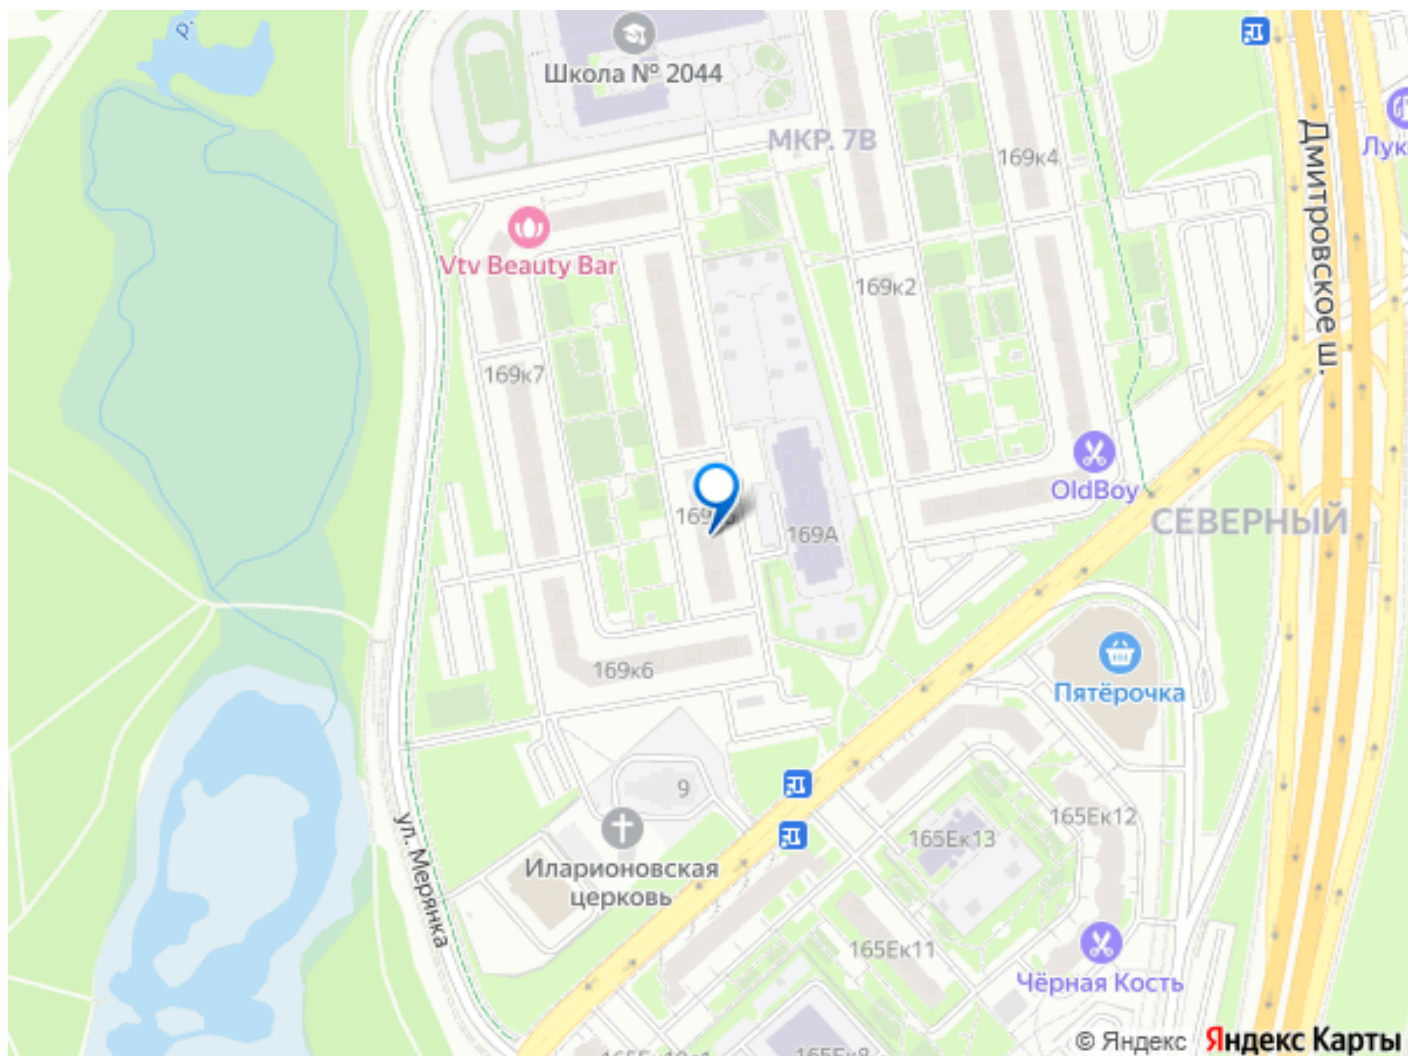 р.
Школа № 2044
МКР. 7В
169к4
Лук
Дмитровское ш.
Vtv Beauty Bar
169к2
169к7
OldBoy
СЕВЕРНЫЙ
169А
169к6
Пятёрочка
9
165Ек12
165Ек13
Иларионовская
церковь
ул. Мерянка
165Ек11
Чёрная Кость
© Яндекс Яндекс Карты